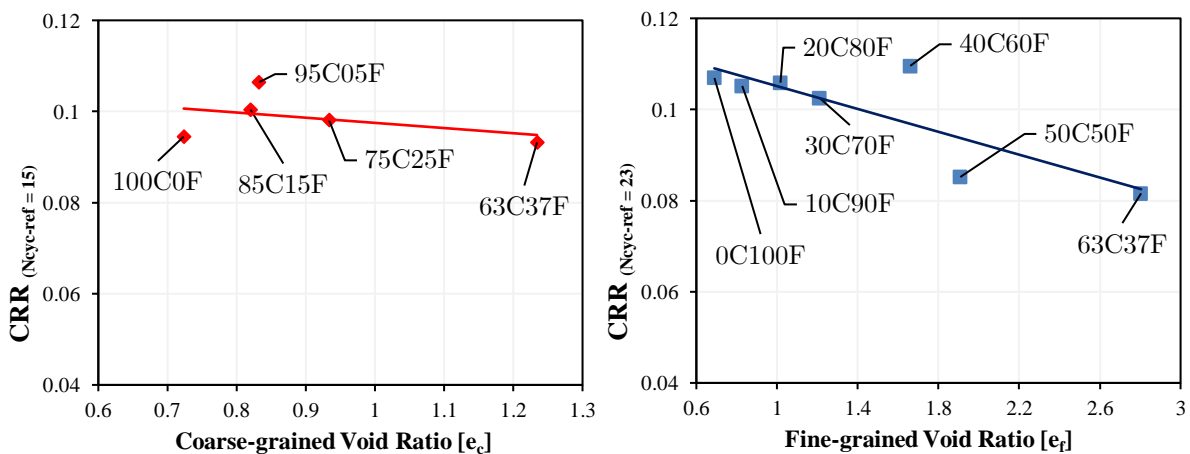 CRR (Ncyc-ref = 15)
0.12
0.1
0.08
0.06
0.04
95C05F
100C0F
85C15F
75C25F
63C37F
0.6 0.7 0.8 0.9 1 1.1 1.2 1.3
Coarse-grained Void Ratio [ec]
CRR (Ncyc-ref = 23)
0.12
0.1
0.08
0.06
0.04
20C80F
40C60F
30C70F
50C50F
10C90F
0C100F
63C37F
0.6 1 1.4 1.8 2.2 2.6 3
Fine-grained Void Ratio [ef]